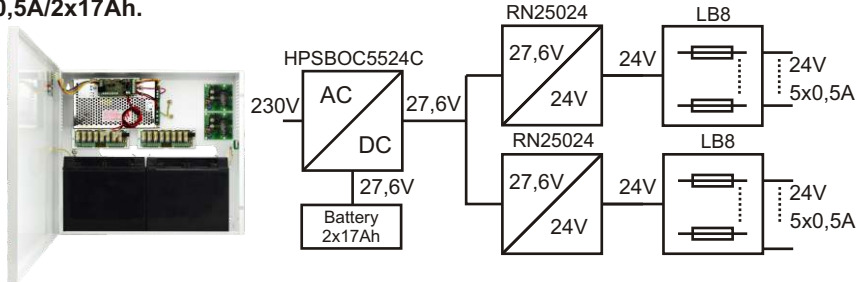 0,5A/2x17Ah.
HPSBOC5524C
230V
AC
DC
27,6V
27,6V
Battery
2x17Ah
RN25024
27,6V
24V
24V
LB8
24V
5x0,5A
RN25024
27,6V
24V
24V
LB8
24V
5x0,5A